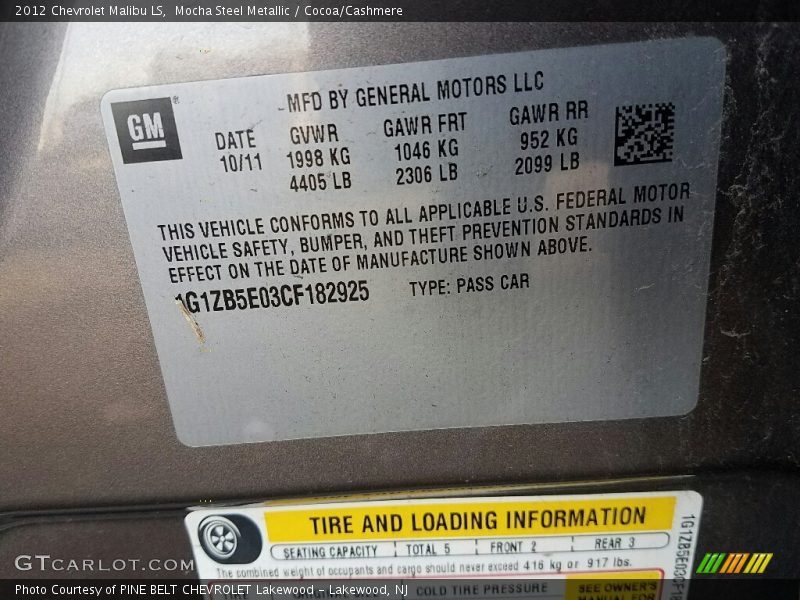 2012 Chevrolet Malibu LS, Mocha Steel Metallic / Cocoa/Cashmere
GM
MFD BY GENERAL MOTORS LLC
DATE GVWR GAWR FRT GAWR RR
10/11 1998 KG 1046 KG 952 KG
4405 LB 2306 LB 2099 LB
THIS VEHICLE CONFORMS TO ALL APPLICABLE U.S. FEDERAL MOTOR
VEHICLE SAFETY, BUMPER, AND THEFT PREVENTION STANDARDS IN
EFFECT ON THE DATE OF MANUFACTURE SHOWN ABOVE.
1G1ZB5E03CF182925 TYPE: PASS CAR
TIRE AND LOADING INFORMATION
SEATING CAPACITY TOTAL 5 FRONT 2 REAR 3
The combined weight of occupants and cargo should never exceed 416 kg or 917 lbs.
COLD TIRE PRESSURE SEE OWNER'S
MANUAL FOR
1G1ZB5E03CF18
GTCARLOT.COM
Photo Courtesy of PINE BELT CHEVROLET Lakewood - Lakewood, NJ